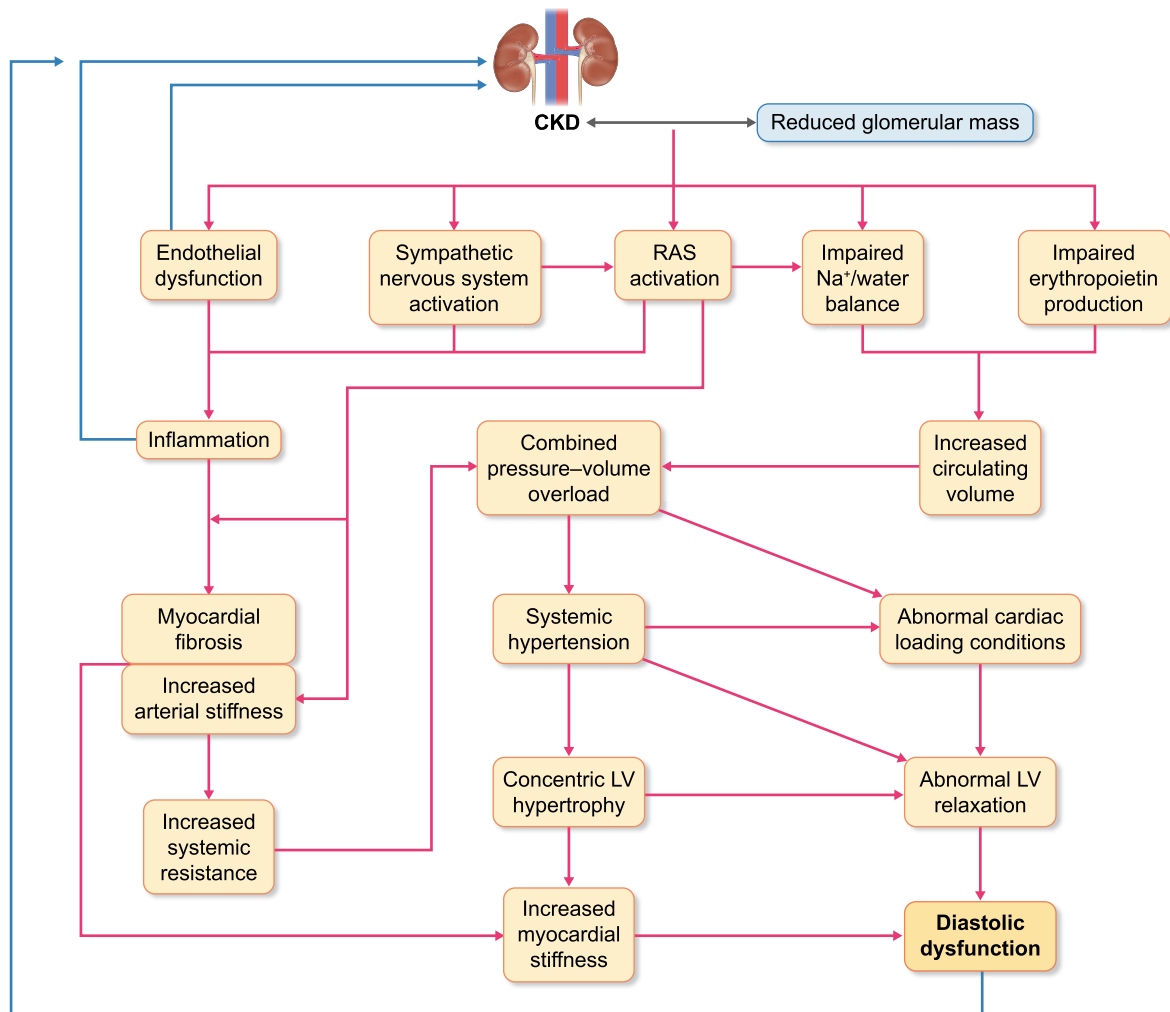 CKD
Reduced glomerular mass
Endothelial
dysfunction
Sympathetic
nervous system
activation
RAS
activation
Impaired
Na⁺/water
balance
Impaired
erythropoietin
production
Inflammation
Combined
pressure–volume
overload
Increased
circulating
volume
Myocardial
fibrosis
Systemic
hypertension
Abnormal cardiac
loading conditions
Increased
arterial stiffness
Concentric LV
hypertrophy
Abnormal LV
relaxation
Increased
systemic
resistance
Increased
myocardial
stiffness
Diastolic
dysfunction